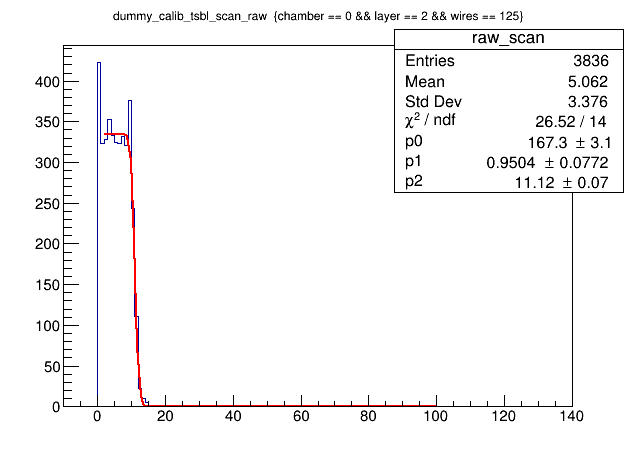 dummy_calib_tsbl_scan_raw {chamber == 0 && layer == 2 && wires == 125}
raw_scan
Entries 3836
Mean 5.062
Std Dev 3.376
χ² / ndf 26.52 / 14
p0 167.3 ± 3.1
p1 0.9504 ± 0.0772
p2 11.12 ± 0.07
400
350
300
250
200
150
100
50
0
0 20 40 60 80 100 120 140